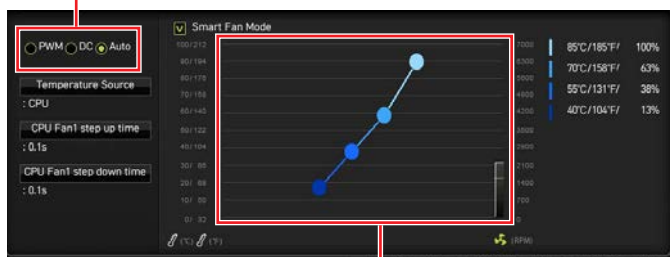 PWM DC Auto
Temperature Source
: CPU
CPU Fan1 step up time
: 0.1s
CPU Fan1 step down time
: 0.1s
V Smart Fan Mode
100/212
90/194
80/176
70/158
60/140
50/122
40/104
30/ 86
20/ 68
10/ 50
0/ 32
(°C) (°F)
7000
6300
5600
4900
4200
3500
2800
2100
1400
700
0
(RPM)
85°C/185°F/ 100%
70°C/158°F/ 63%
55°C/131°F/ 38%
40°C/104°F/ 13%